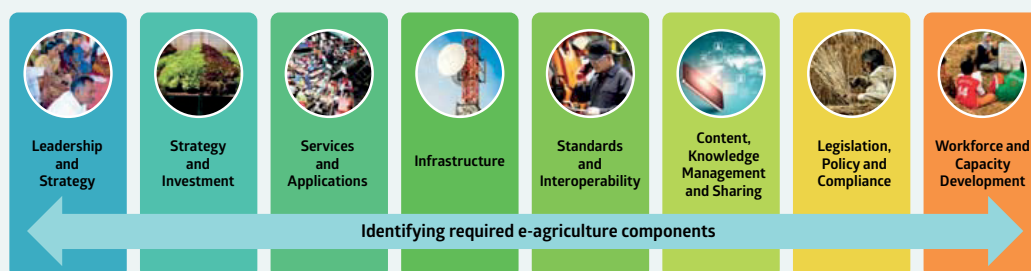 Leadership
and
Strategy
Strategy
and
Investment
Services
and
Applications
Infrastructure
Standards
and
Interoperability
Content,
Knowledge
Management
and Sharing
Legislation,
Policy and
Compliance
Workforce and
Capacity
Development
Identifying required e-agriculture components